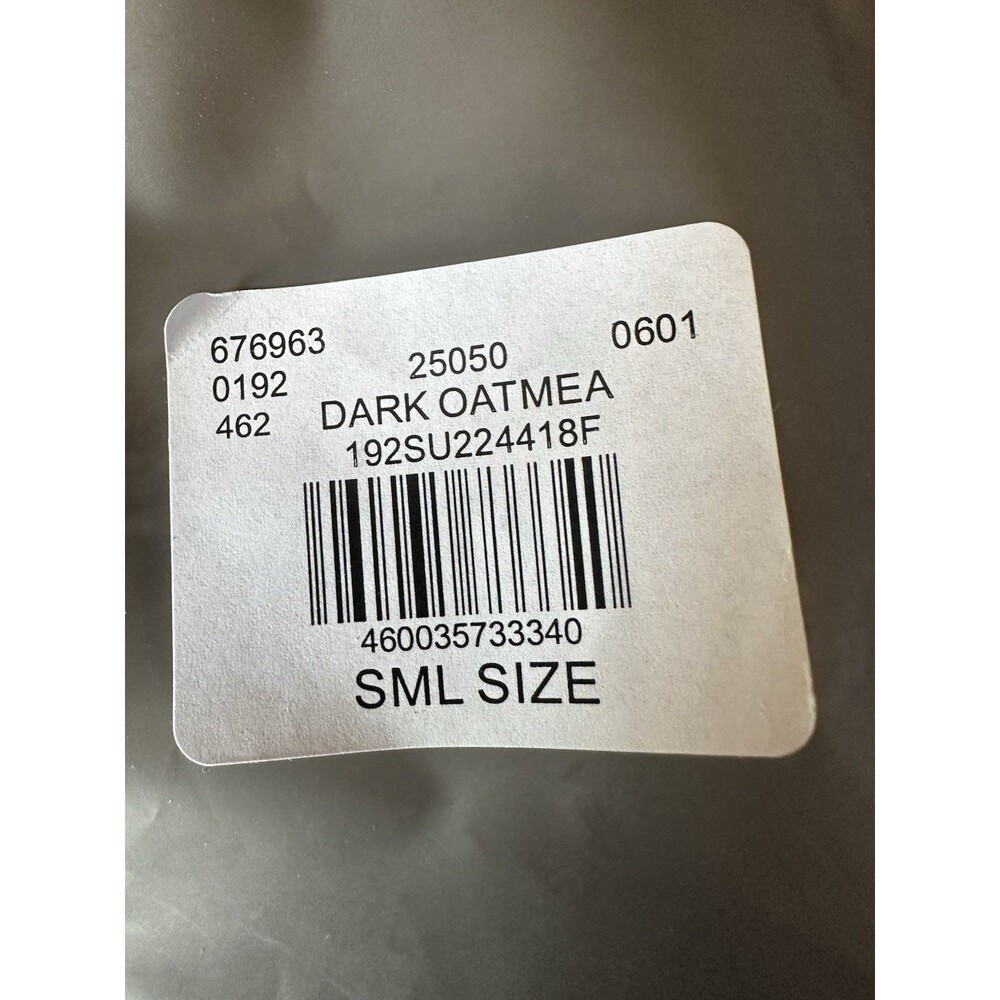 676963 25050 0601
0192 DARK OATMEA
462 192SU224418F
460035733340
SML SIZE